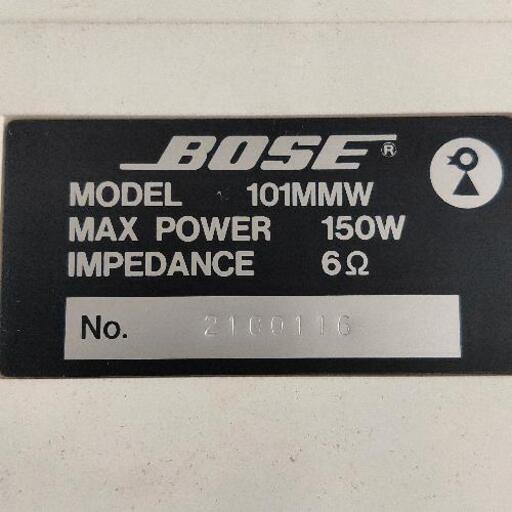 BOSE®
MODEL 101MMW
MAX POWER 150W
IMPEDANCE 6Ω
No. 2100116